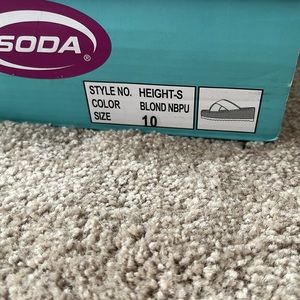 SODA®
STYLE NO. HEIGHT-S
COLOR BLOND NBPU
SIZE 10